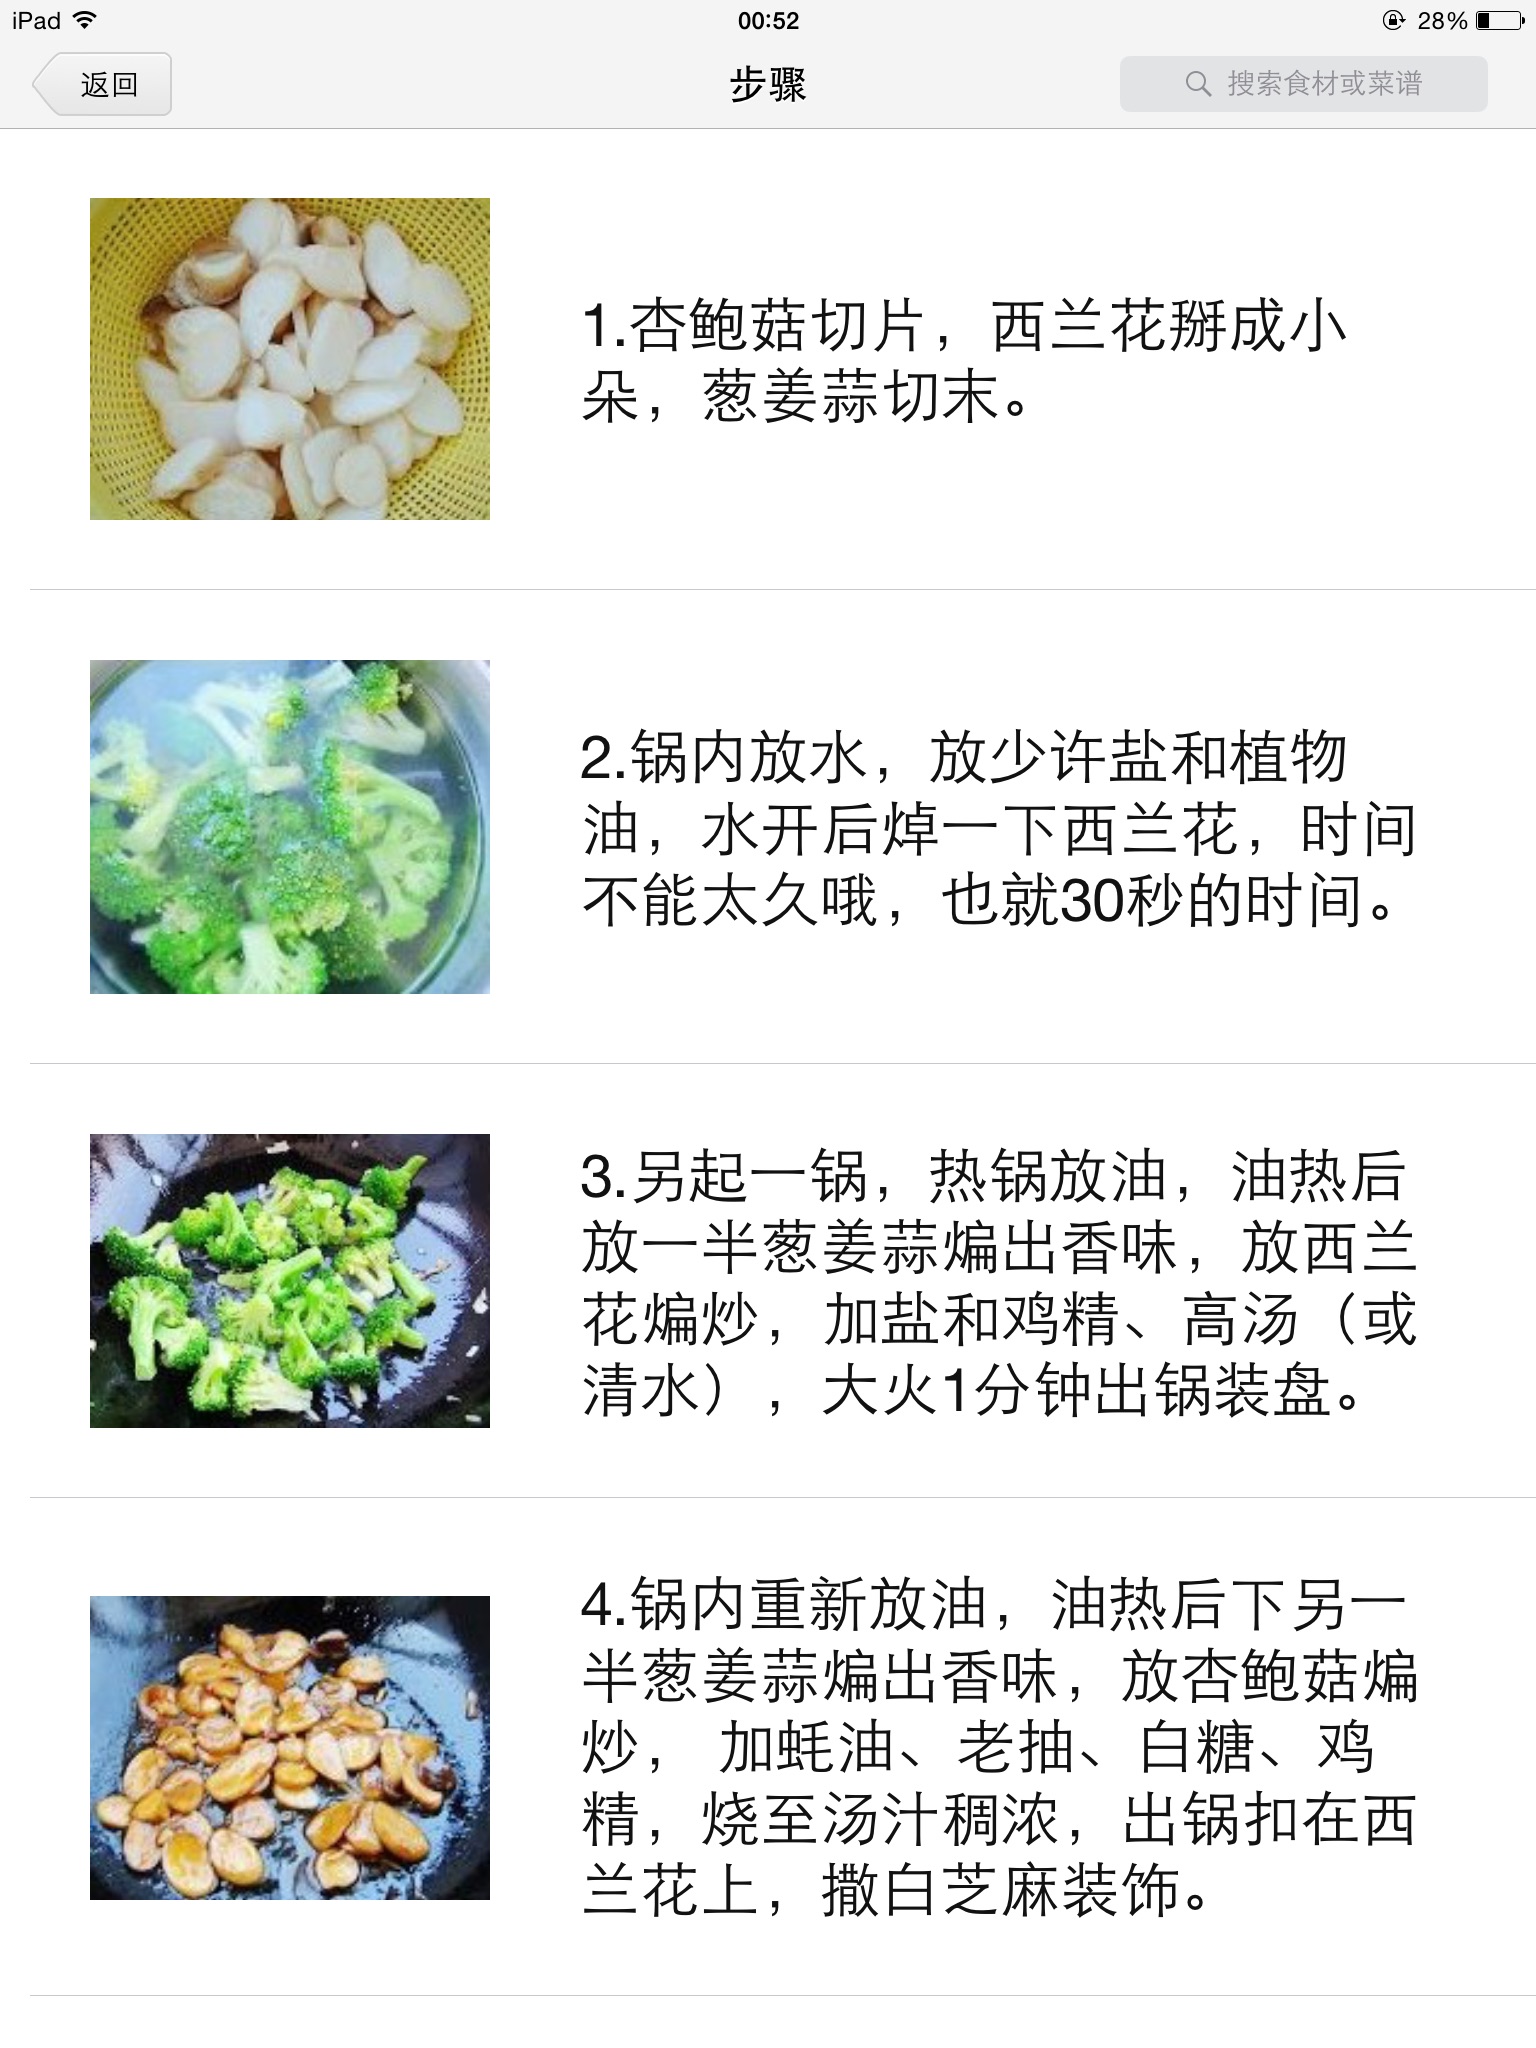 iPad
00:52
28%
返回
步骤
搜索食材或菜谱
1.杏鲍菇切片，西兰花掰成小
朵，葱姜蒜切末。
2.锅内放水，放少许盐和植物
油，水开后焯一下西兰花，时间
不能太久哦，也就30秒的时间。
3.另起一锅，热锅放油，油热后
放一半葱姜蒜煸出香味，放西兰
花煸炒，加盐和鸡精、高汤（或
清水），大火1分钟出锅装盘。
4.锅内重新放油，油热后下另一
半葱姜蒜煸出香味，放杏鲍菇煸
炒， 加蚝油、老抽、白糖、鸡
精，烧至汤汁稠浓，出锅扣在西
兰花上，撒白芝麻装饰。